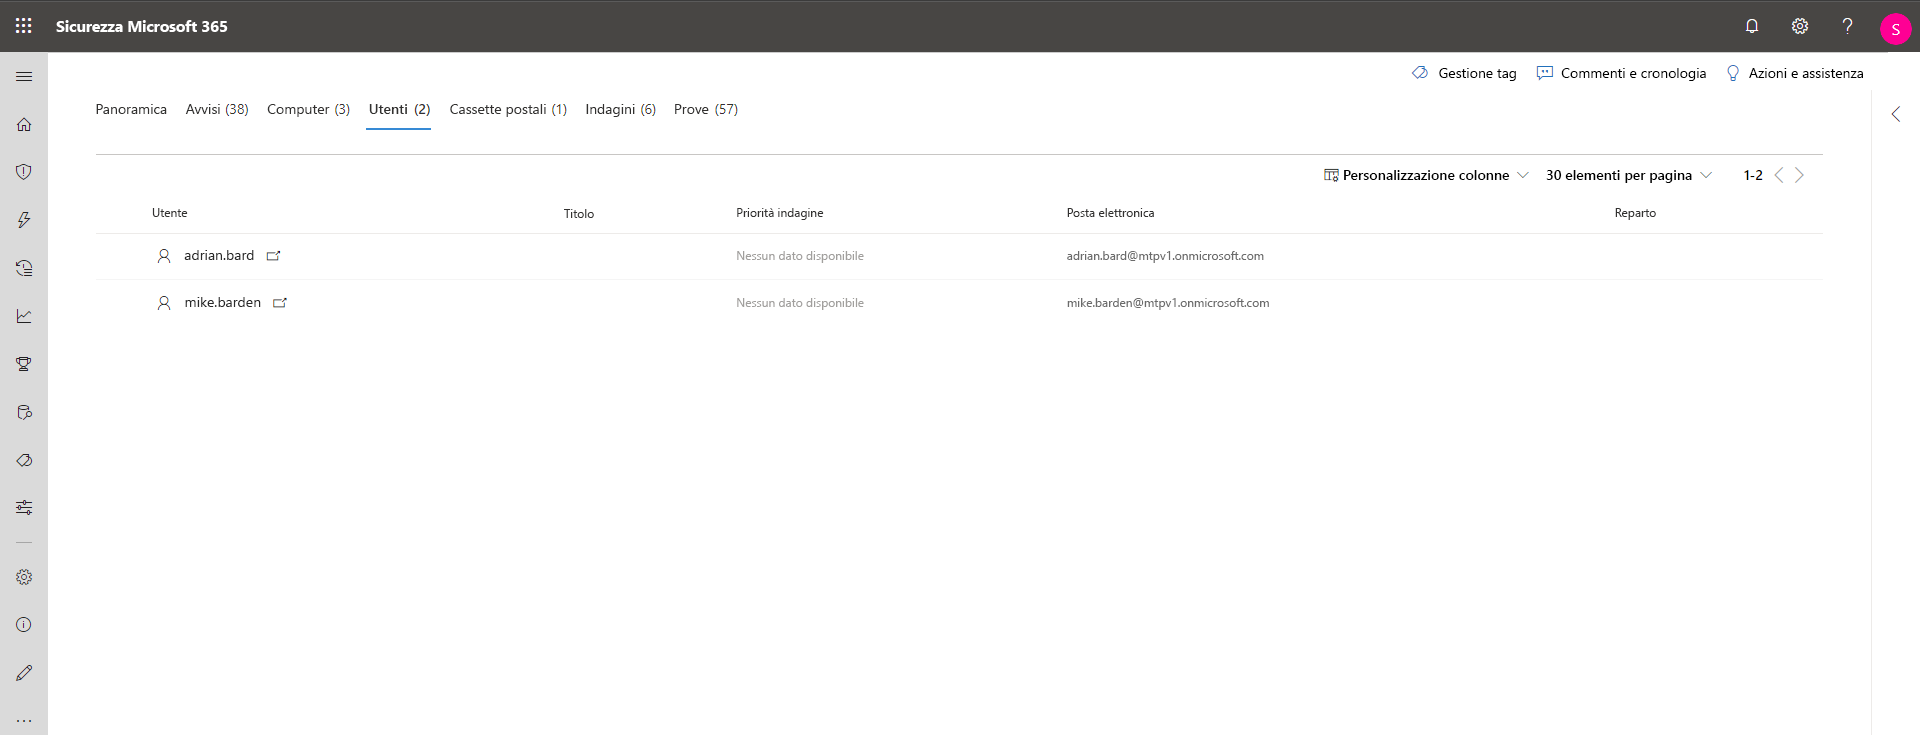 Sicurezza Microsoft 365
S
Gestione tag Commenti e cronologia Azioni e assistenza
Panoramica Avvisi (38) Computer (3) Utenti (2) Cassette postali (1) Indagini (6) Prove (57)
Personalizzazione colonne 30 elementi per pagina 1-2
Utente Titolo Priorità indagine Posta elettronica Reparto
adrian.bard Nessun dato disponibile adrian.bard@mtpv1.onmicrosoft.com
mike.barden Nessun dato disponibile mike.barden@mtpv1.onmicrosoft.com